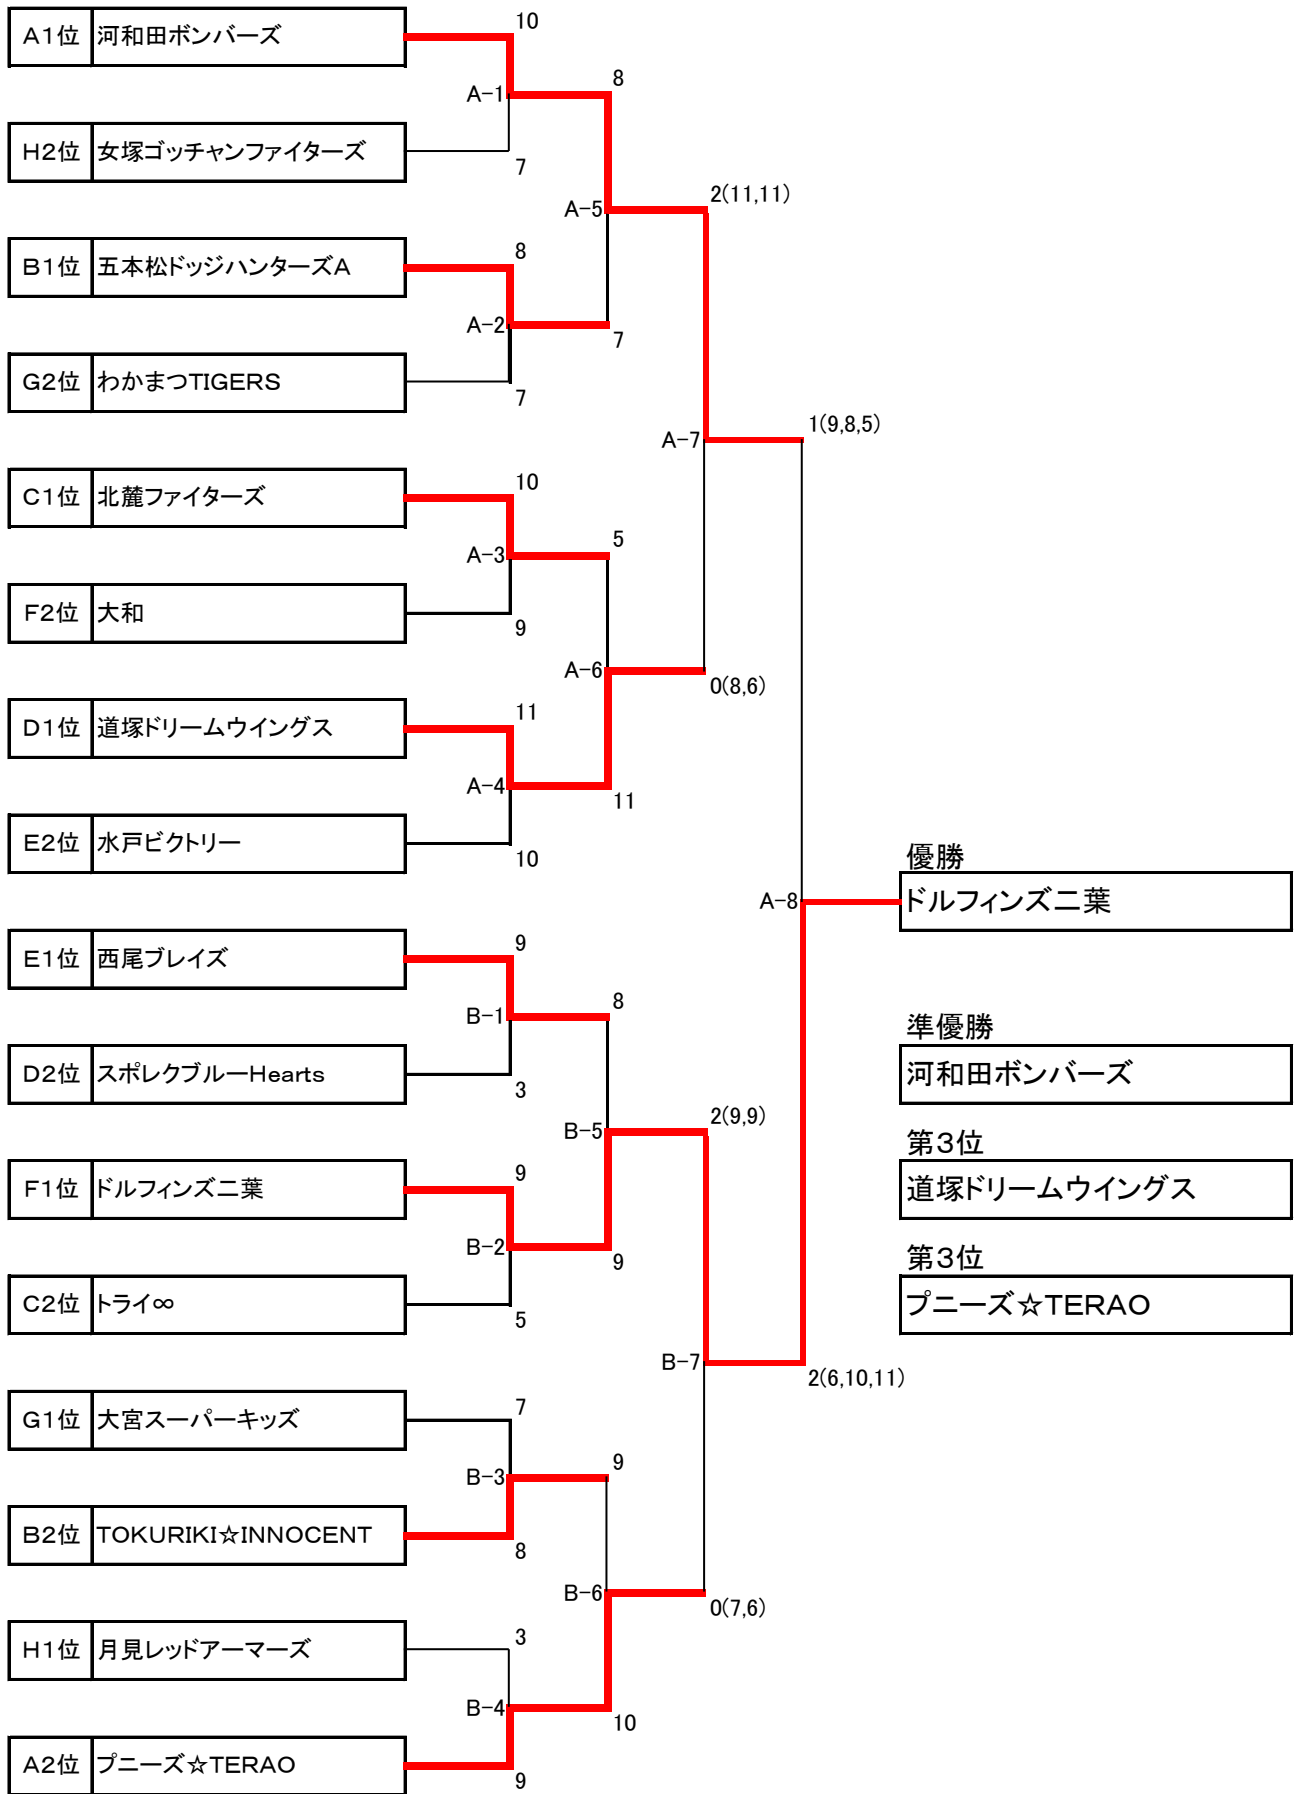 A1位 河和田ボンバーズ
10
A-1
8
H2位 女塚ゴッチャンファイターズ
7
A-5
2(11,11)
B1位 五本松ドッジハンターズA
8
A-2
7
G2位 わかまつTIGERS
7
A-7
1(9,8,5)
C1位 北麓ファイターズ
10
A-3
5
F2位 大和
9
A-6
0(8,6)
D1位 道塚ドリームウイングス
11
A-4
11
E2位 水戸ビクトリー
10
優勝
A-8
ドルフィンズ二葉
E1位 西尾ブレイズ
9
B-1
8
準優勝
D2位 スポレクブルーHearts
3
河和田ボンバーズ
B-5
2(9,9)
第3位
F1位 ドルフィンズ二葉
9
道塚ドリームウイングス
B-2
9
第3位
C2位 トライ∞
5
プニーズ☆TERAO
B-7
2(6,10,11)
G1位 大宮スーパーキッズ
7
B-3
9
B2位 TOKURIKI☆INNOCENT
8
B-6
0(7,6)
H1位 月見レッドアーマーズ
3
B-4
10
A2位 プニーズ☆TERAO
9